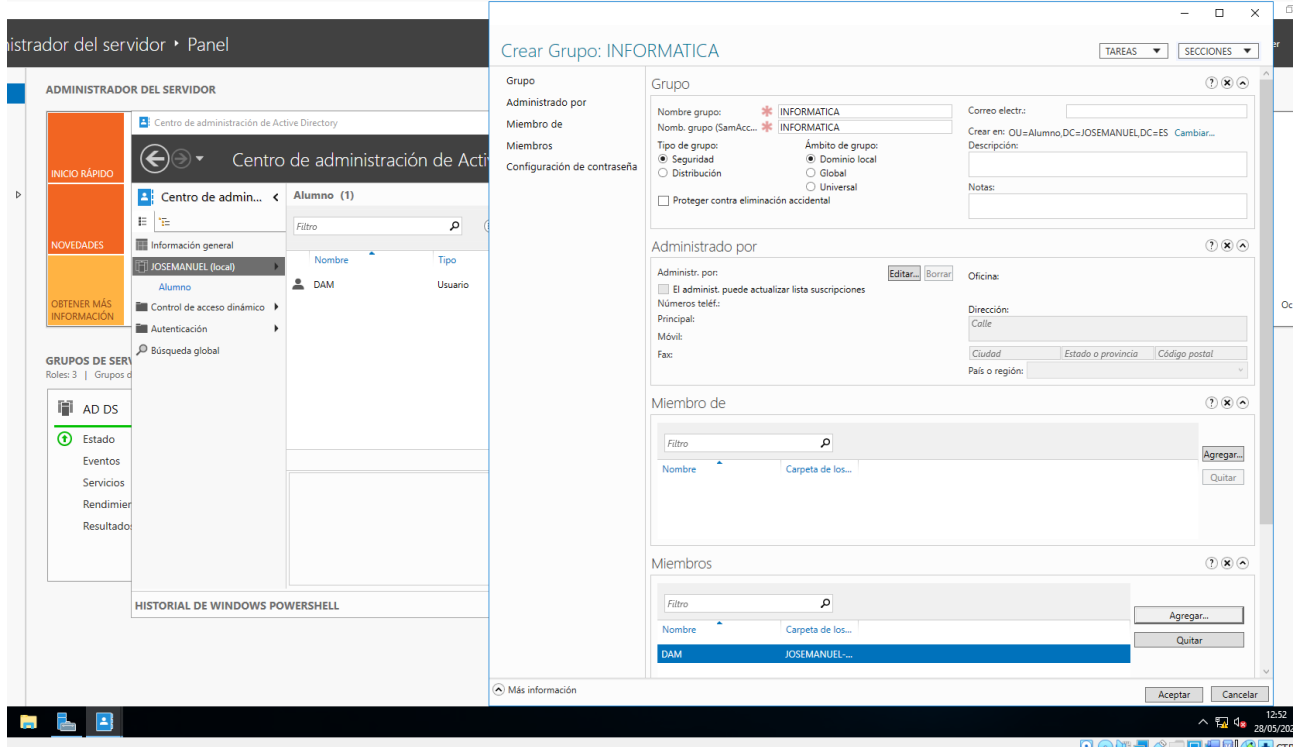 istrador del servidor ‣ Panel
ADMINISTRADOR DEL SERVIDOR
INICIO RÁPIDO
NOVEDADES
OBTENER MÁS
INFORMACIÓN
GRUPOS DE SERV
Roles: 3 | Grupos d
AD DS
Estado
Eventos
Servicios
Rendimier
Resultados
Centro de administración de Active Directory
Centro de administración de Acti
Centro de admin...
Información general
JOSEMANUEL (local)
Alumno
Control de acceso dinámico
Autenticación
Búsqueda global
Alumno (1)
Filtro
Nombre Tipo
DAM Usuario
HISTORIAL DE WINDOWS POWERSHELL
Crear Grupo: INFORMATICA
TAREAS SECCIONES
Grupo
Administrado por
Miembro de
Miembros
Configuración de contraseña
Grupo
Nombre grupo: INFORMATICA
Nomb. grupo (SamAcc... INFORMATICA
Tipo de grupo: Ámbito de grupo:
Seguridad Dominio local
Distribución Global
Universal
Proteger contra eliminación accidental
Correo electr.:
Crear en: OU=Alumno,DC=JOSEMANUEL,DC=ES Cambiar...
Descripción:
Notas:
Administrado por
Administr. por: Editar... Borrar
El administ. puede actualizar lista suscripciones
Números teléf.:
Principal:
Móvil:
Fax:
Oficina:
Dirección:
Calle
Ciudad Estado o provincia Código postal
País o región:
Miembro de
Filtro
Nombre Carpeta de los...
Agregar...
Quitar
Miembros
Filtro
Nombre Carpeta de los...
DAM JOSEMANUEL-...
Agregar...
Quitar
Más información
Aceptar Cancelar
er
Oc
12:52
28/05/202
CTR